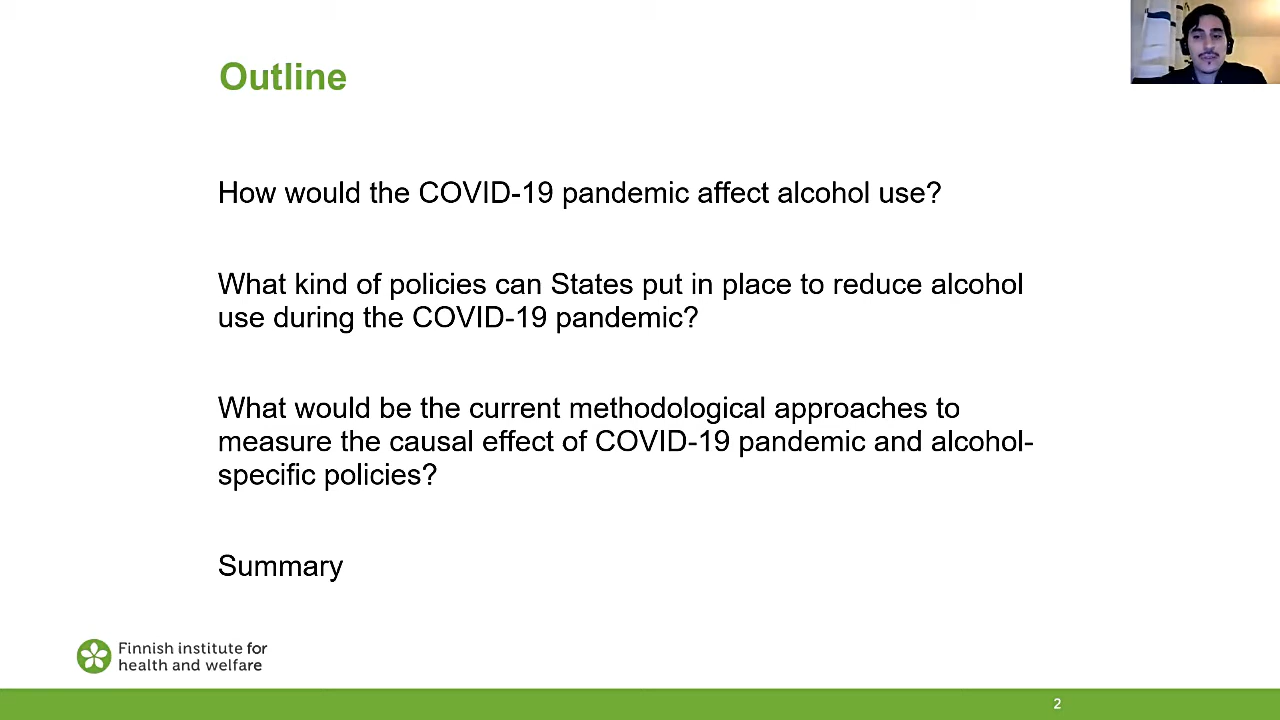 Outline
How would the COVID-19 pandemic affect alcohol use?
What kind of policies can States put in place to reduce alcohol
use during the COVID-19 pandemic?
What would be the current methodological approaches to
measure the causal effect of COVID-19 pandemic and alcohol-
specific policies?
Summary
Finnish institute for
health and welfare
2